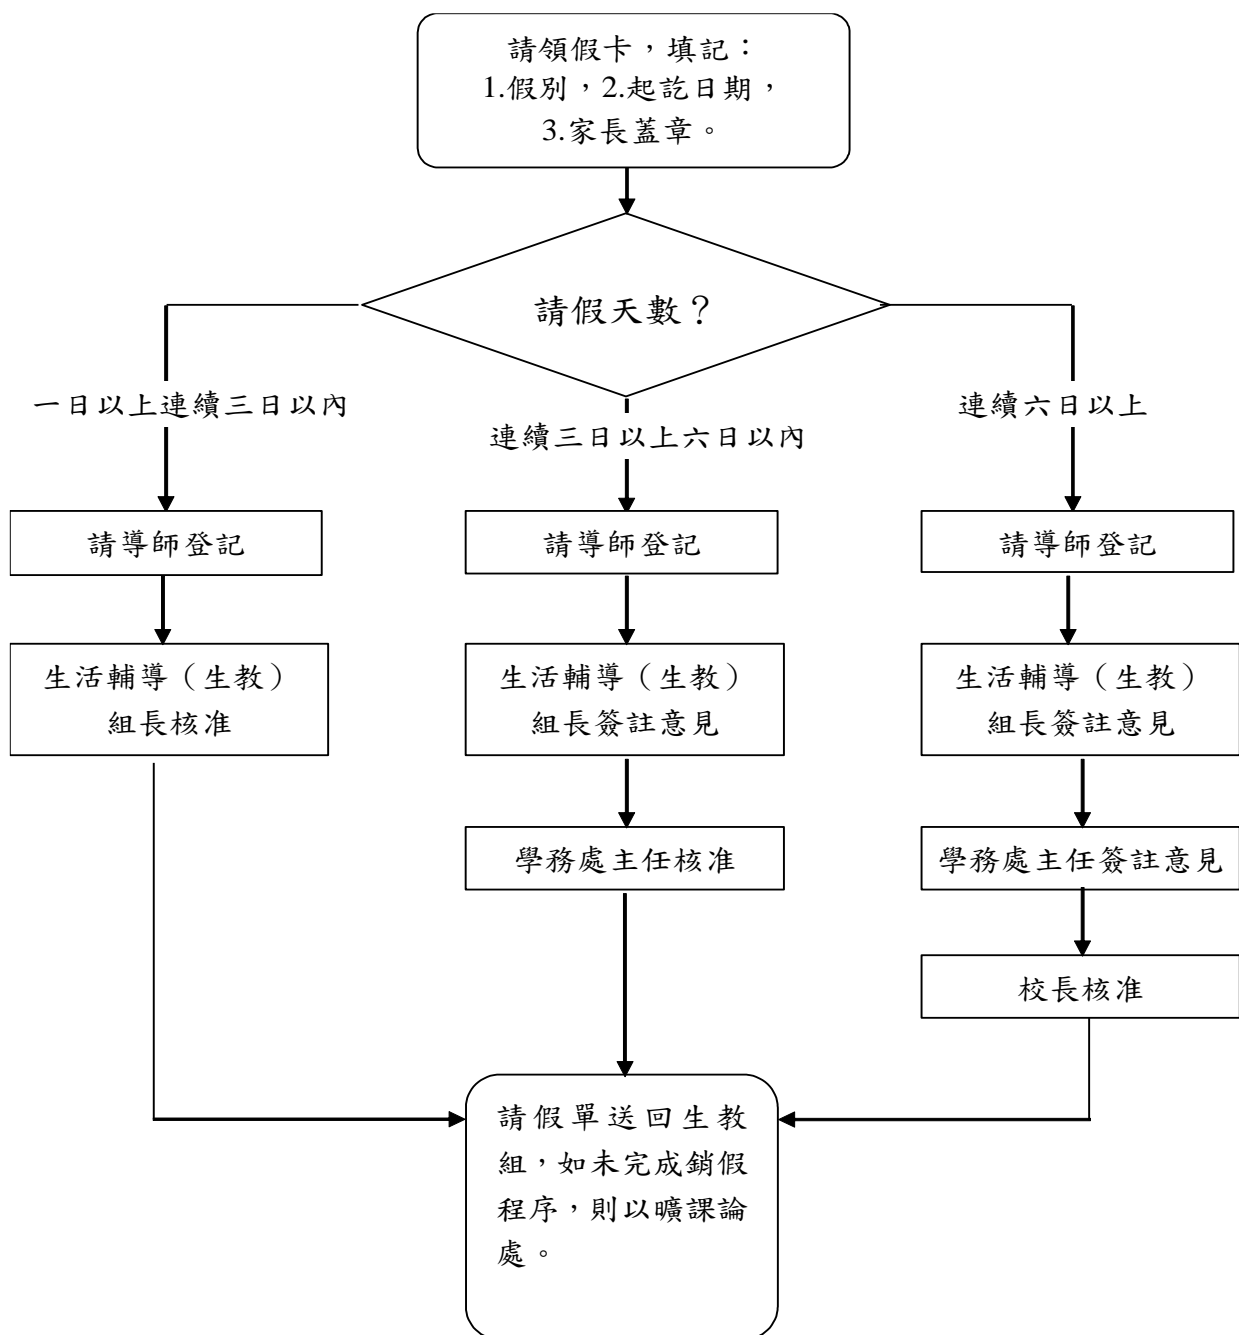 請領假卡，填記：
1.假別，2.起訖日期，
3.家長蓋章。
請假天數？
一日以上連續三日以內
連續三日以上六日以內
連續六日以上
請導師登記
請導師登記
請導師登記
生活輔導（生教）
組長核准
生活輔導（生教）
組長簽註意見
生活輔導（生教）
組長簽註意見
學務處主任核准
學務處主任簽註意見
校長核准
請假單送回生教
組，如未完成銷假
程序，則以曠課論
處。